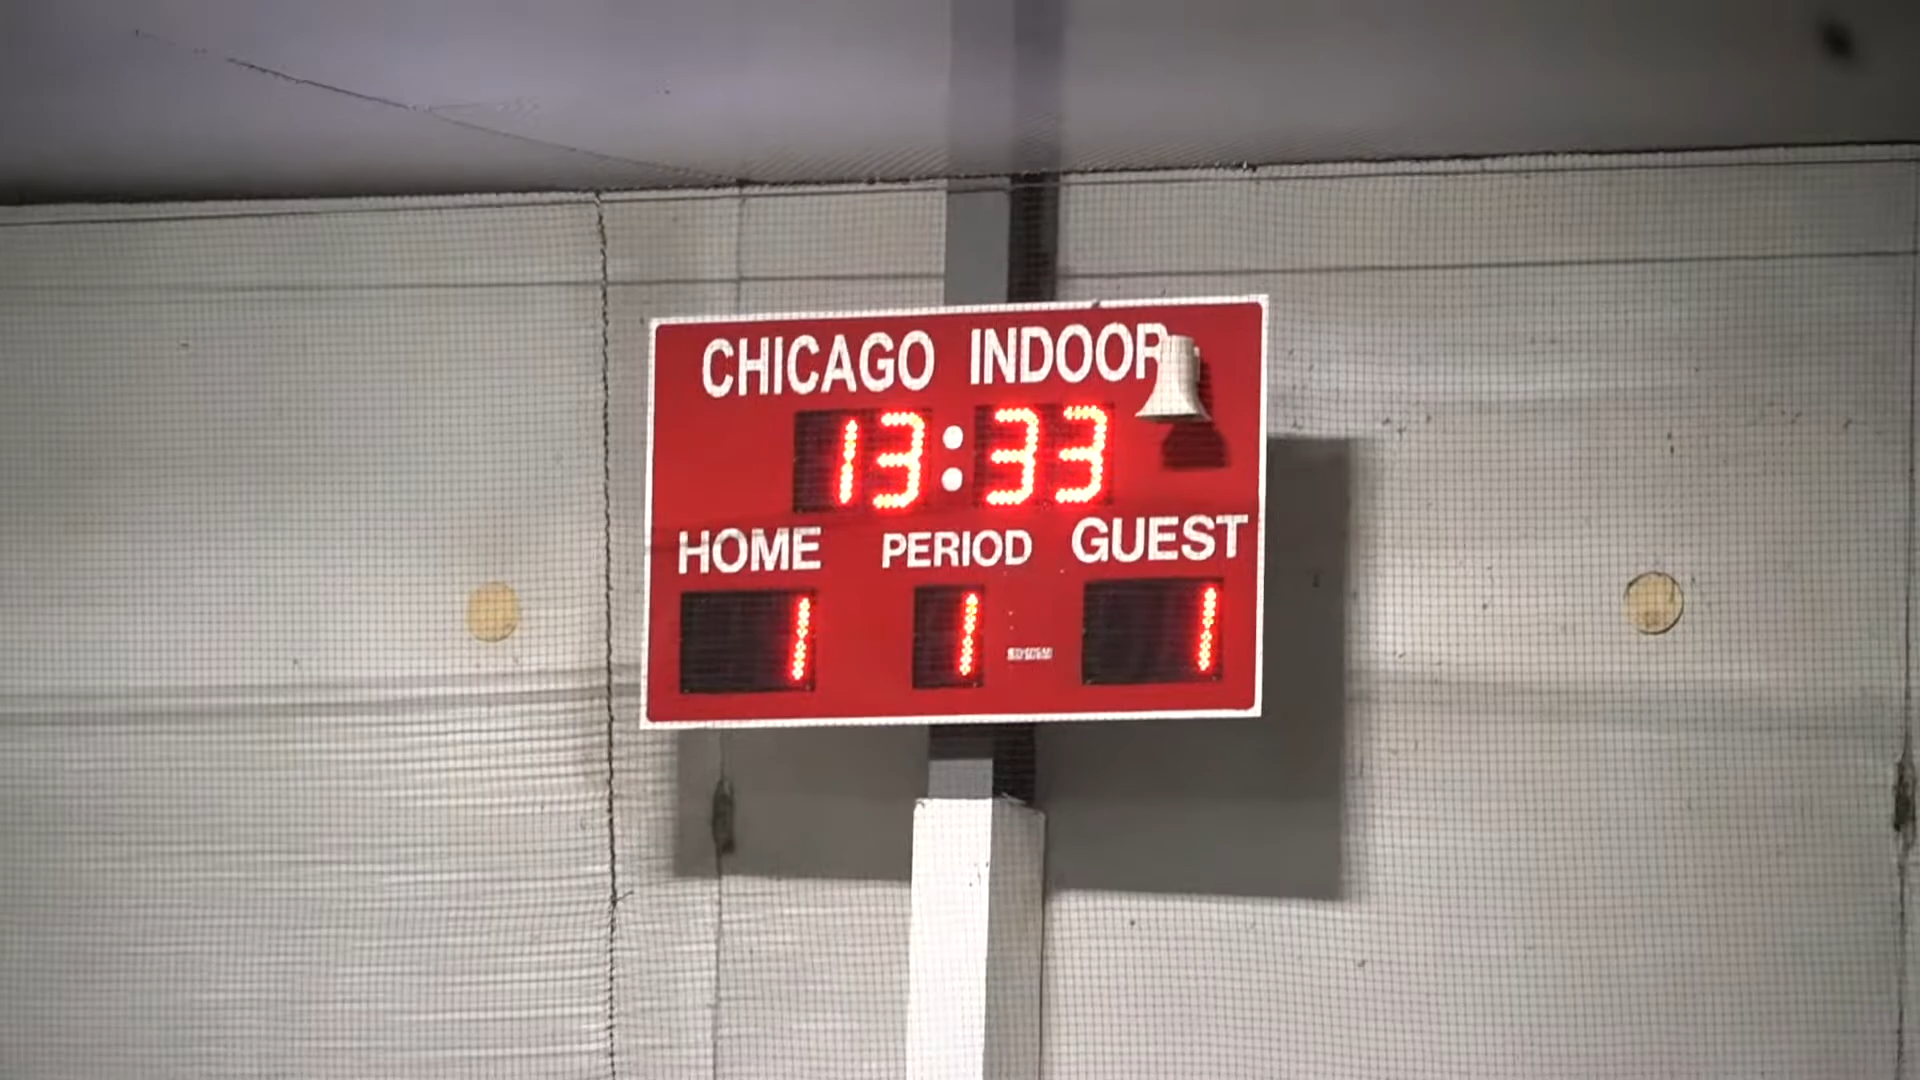 CHICAGO INDOOR
13:33
HOME PERIOD GUEST
1 1 1